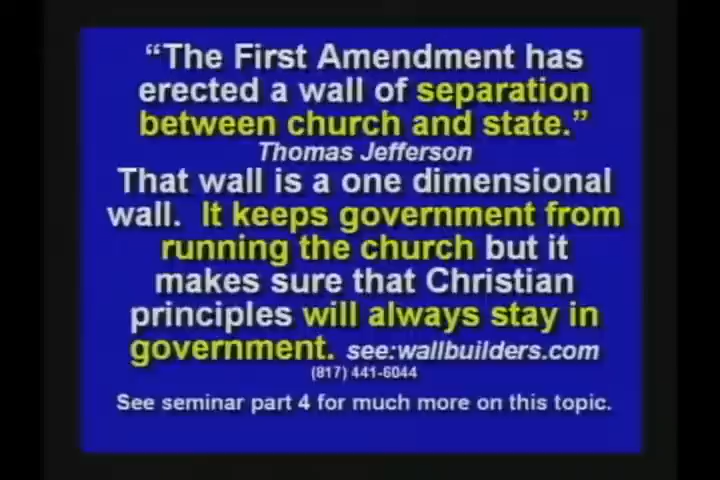 “The First Amendment has
erected a wall of separation
between church and state.”
Thomas Jefferson
That wall is a one dimensional
wall. It keeps government from
running the church but it
makes sure that Christian
principles will always stay in
government. see:wallbuilders.com
(817) 441-6044
See seminar part 4 for much more on this topic.